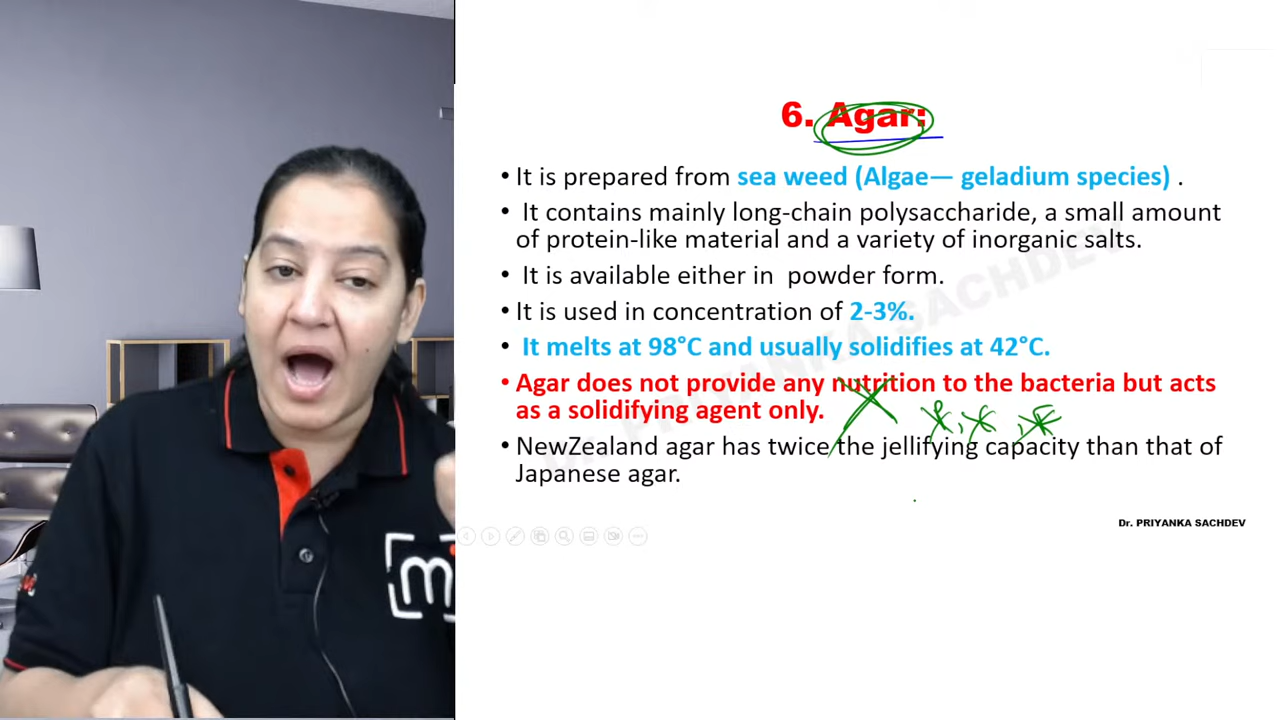 6. Agar:
• It is prepared from sea weed (Algae— geladium species) .
• It contains mainly long-chain polysaccharide, a small amount
of protein-like material and a variety of inorganic salts.
• It is available either in powder form.
• It is used in concentration of 2-3%.
• It melts at 98°C and usually solidifies at 42°C.
• Agar does not provide any nutrition to the bacteria but acts
as a solidifying agent only.
• NewZealand agar has twice the jellifying capacity than that of
Japanese agar.
Dr. PRIYANKA SACHDEV
PRIYANKA SACHDEV
m